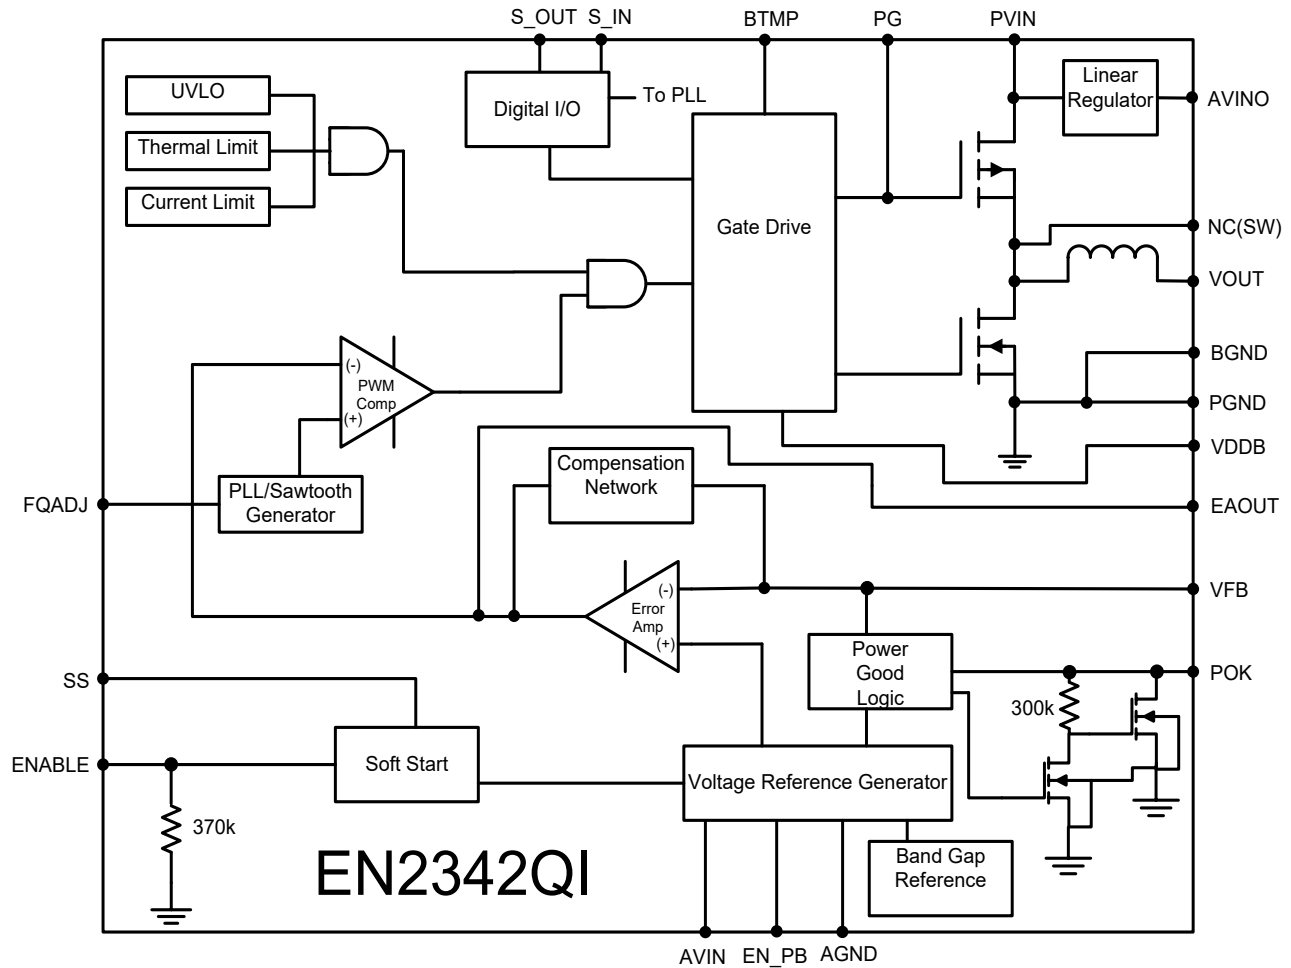 S_OUT S_IN BTMP PG PVIN
UVLO
Thermal Limit
Current Limit
Digital I/O
To PLL
Linear
Regulator
AVINO
Gate Drive
NC(SW)
VOUT
BGND
PGND
VDDB
EAOUT
(-)
PWM
Comp
(+)
FQADJ
PLL/Sawtooth
Generator
Compensation
Network
(-)
Error
Amp
(+)
VFB
Power
Good
Logic
POK
300k
SS
ENABLE
Soft Start
Voltage Reference Generator
370k
Band Gap
Reference
EN2342QI
AVIN EN_PB AGND